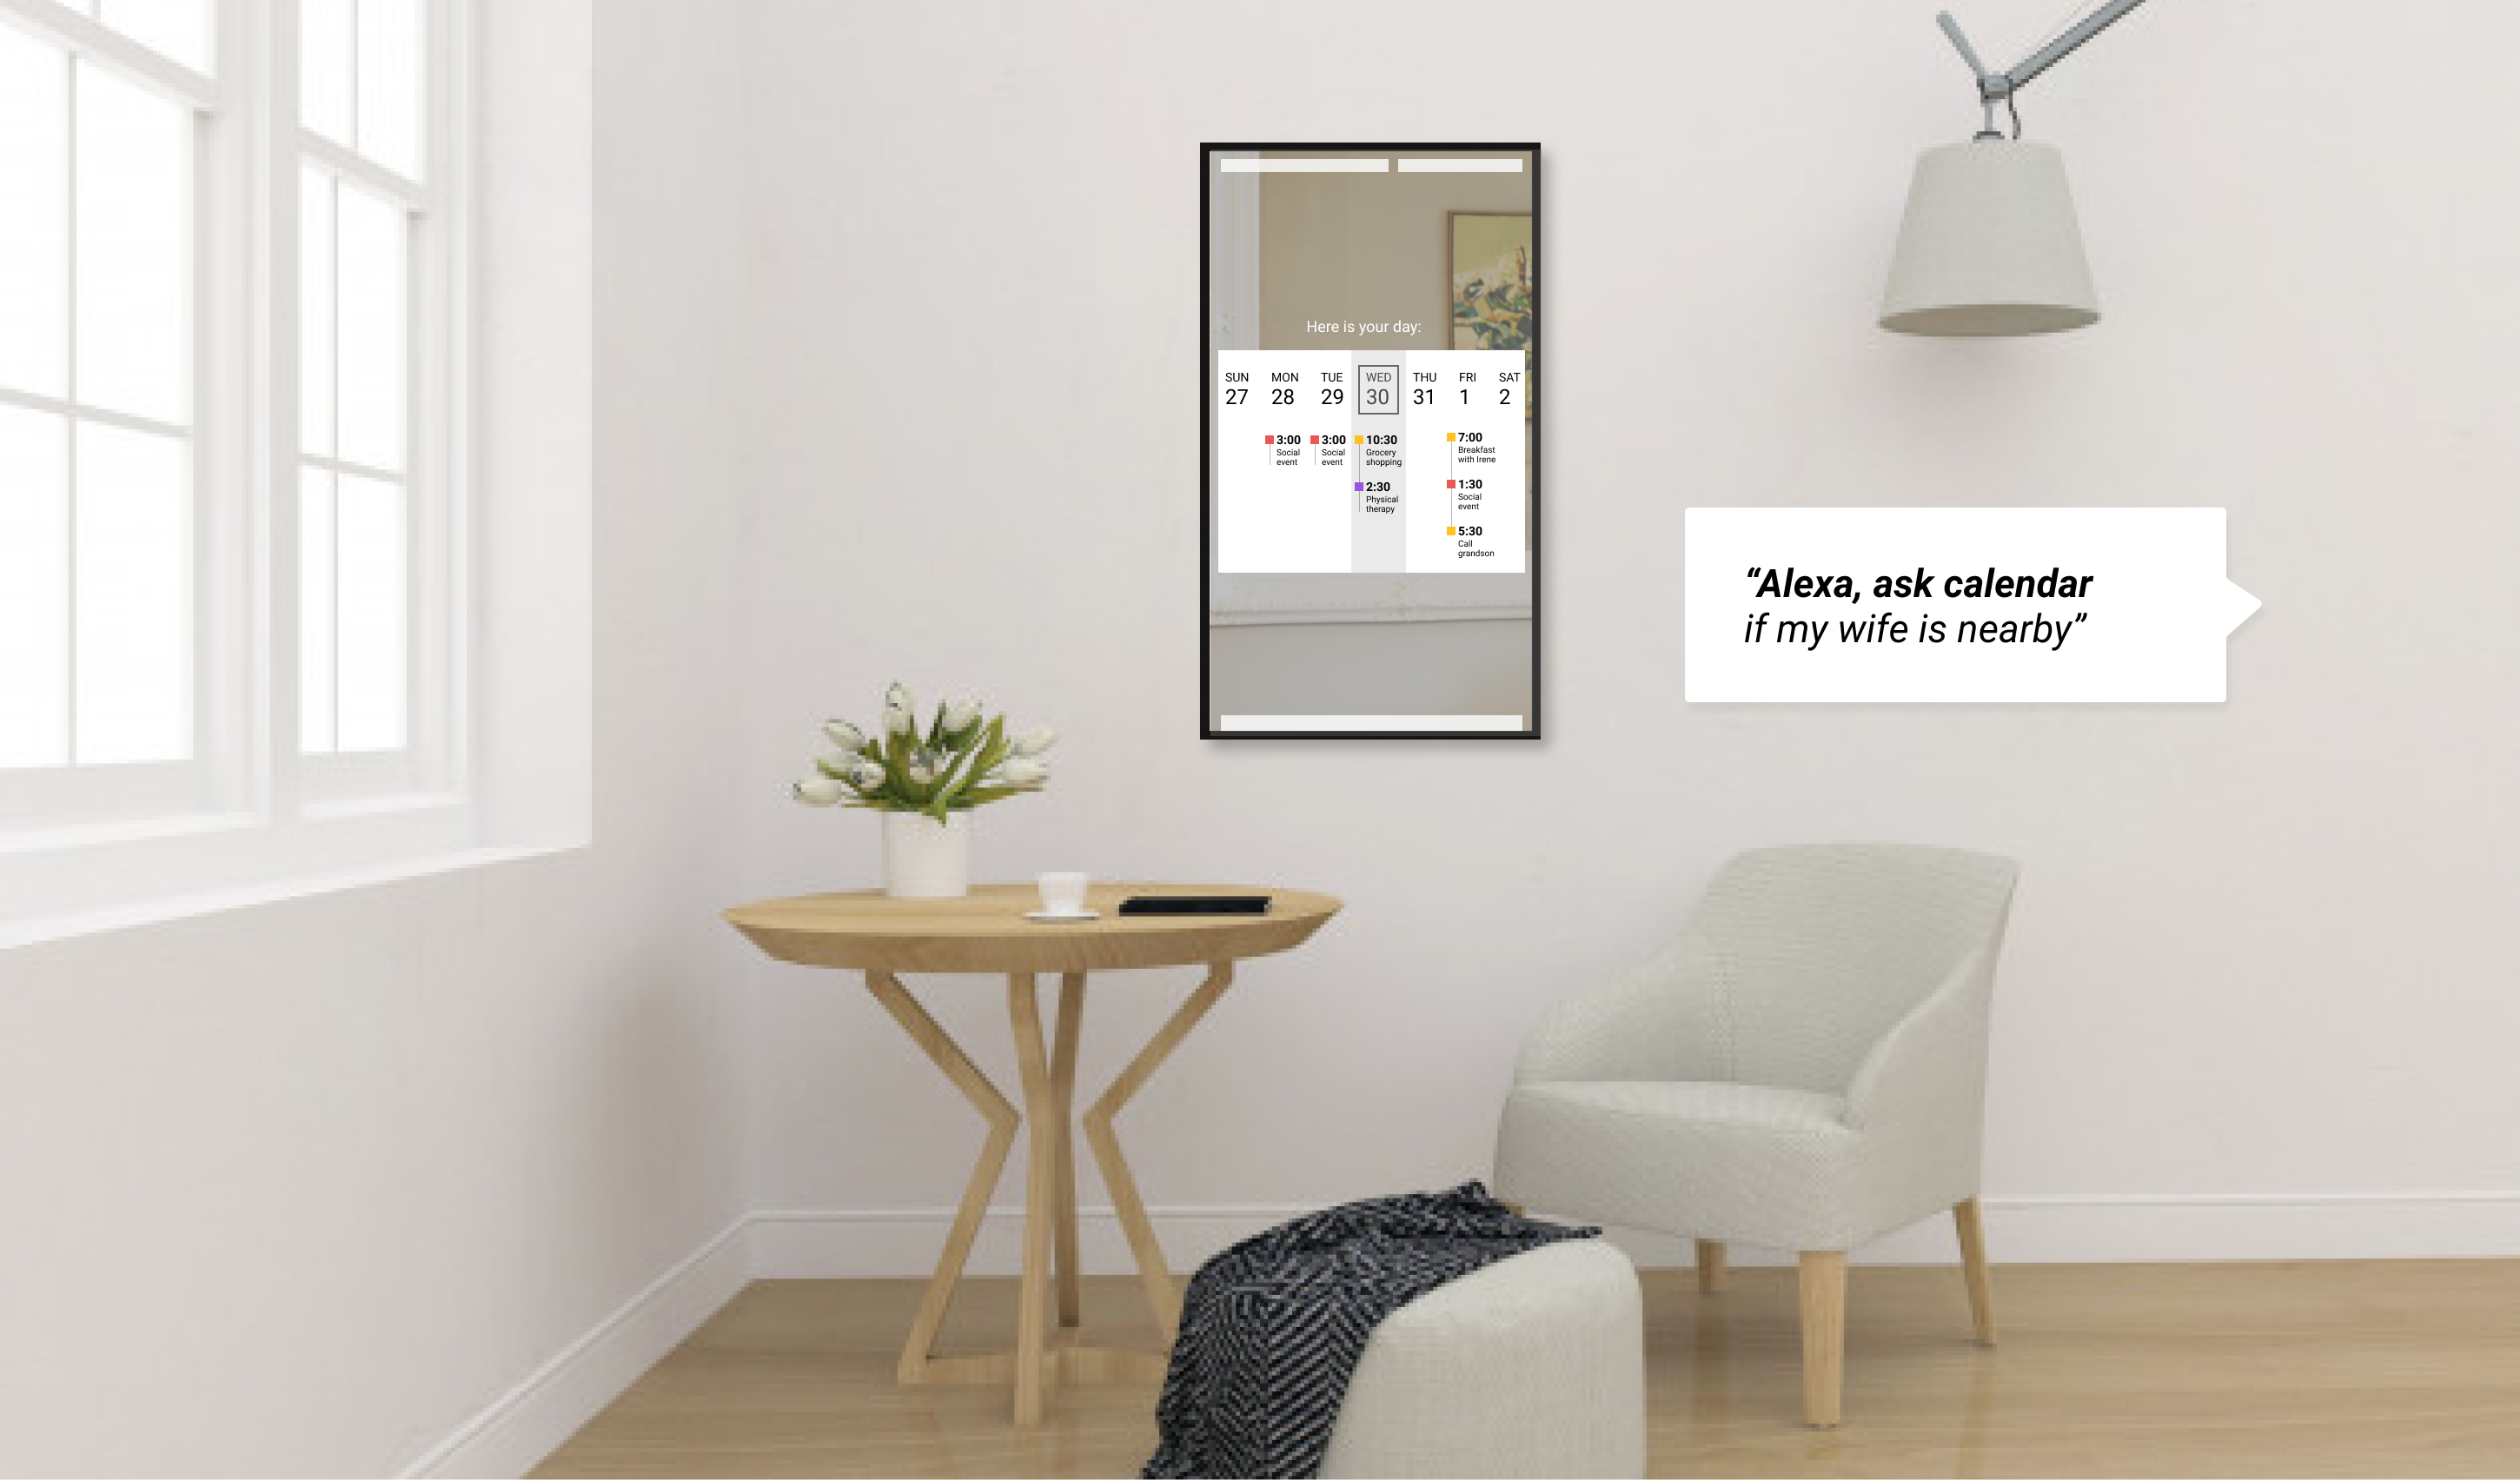 Here is your day:
SUN MON TUE WED THU FRI SAT
27 28 29 30 31 1 2
3:00
Social
event
3:00
Social
event
10:30
Grocery
shopping
2:30
Physical
therapy
7:00
Breakfast
with Irene
1:30
Social
event
5:30
Call
grandson
“Alexa, ask calendar
if my wife is nearby”